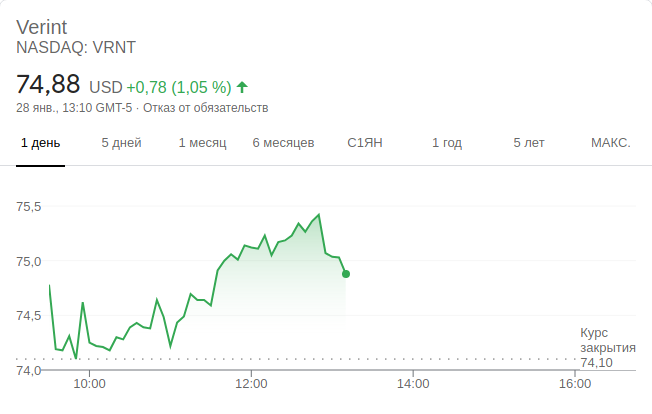 Verint
NASDAQ: VRNT
74,88 USD +0,78 (1,05 %)
28 янв., 13:10 GMT-5 · Отказ от обязательств
1 день 5 дней 1 месяц 6 месяцев С1ЯН 1 год 5 лет МАКС.
75,5
75,0
74,5
74,0
Курс
закрытия
74,10
10:00 12:00 14:00 16:00